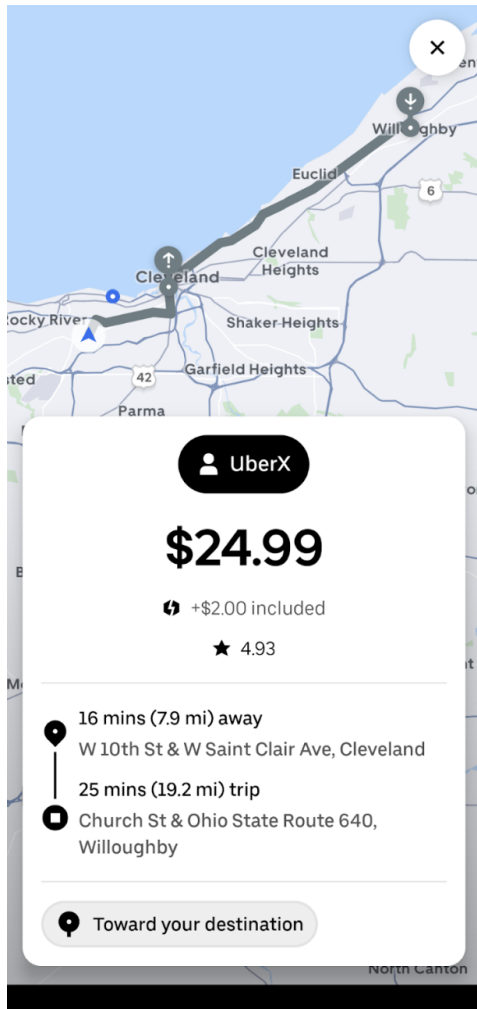 Willoughby
Euclid
6
Cleveland
Heights
Cleveland
Rocky River
Shaker Heights
sted
42
Garfield Heights
Parma
UberX
$24.99
+$2.00 included
4.93
16 mins (7.9 mi) away
W 10th St & W Saint Clair Ave, Cleveland
25 mins (19.2 mi) trip
Church St & Ohio State Route 640,
Willoughby
Toward your destination
North Canton